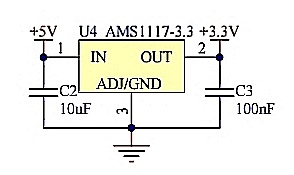 +5V U4 AMS1117-3.3 +3.3V
1 IN OUT 2
ADJ/GND
C2 3 C3
10uF 100nF